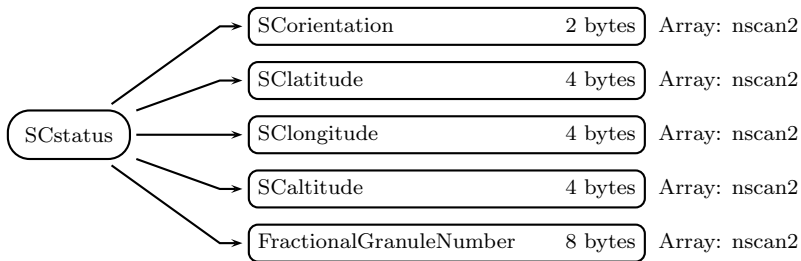 SCorientation 2 bytes Array: nscan2
SClatitude 4 bytes Array: nscan2
SCstatus SClongitude 4 bytes Array: nscan2
SCaltitude 4 bytes Array: nscan2
FractionalGranuleNumber 8 bytes Array: nscan2